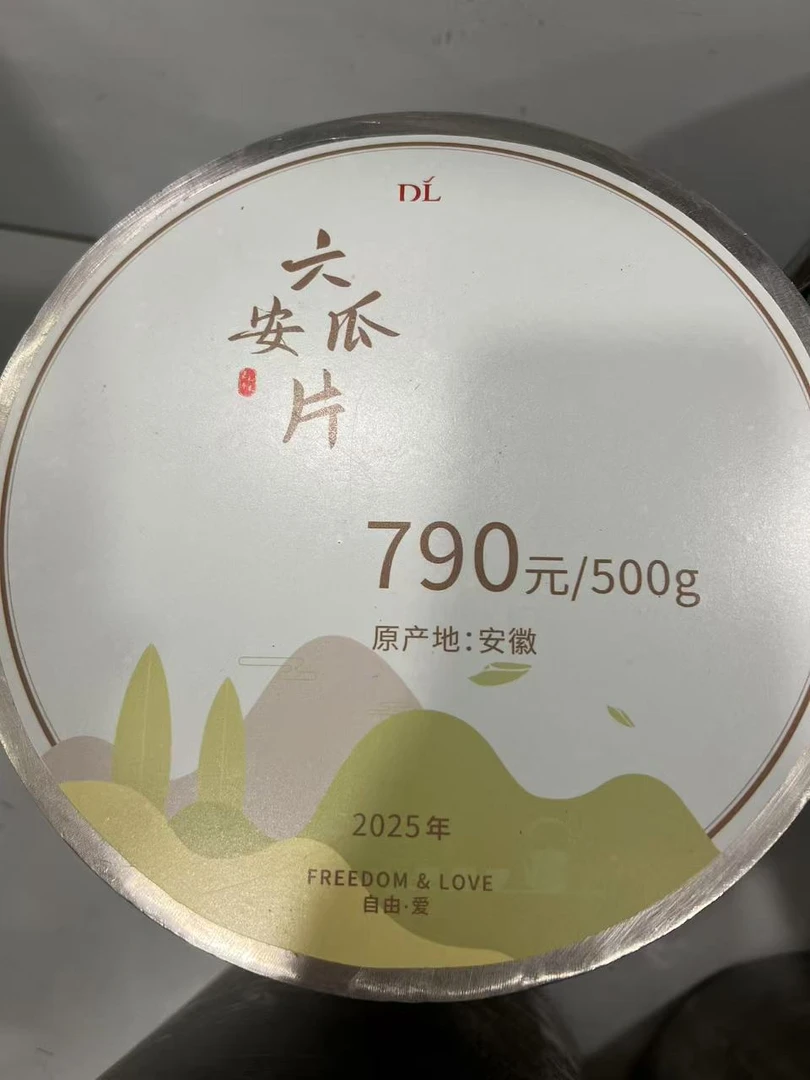 DL
六安瓜片
790元/500g
原产地:安徽
2025年
FREEDOM & LOVE
自由·爱